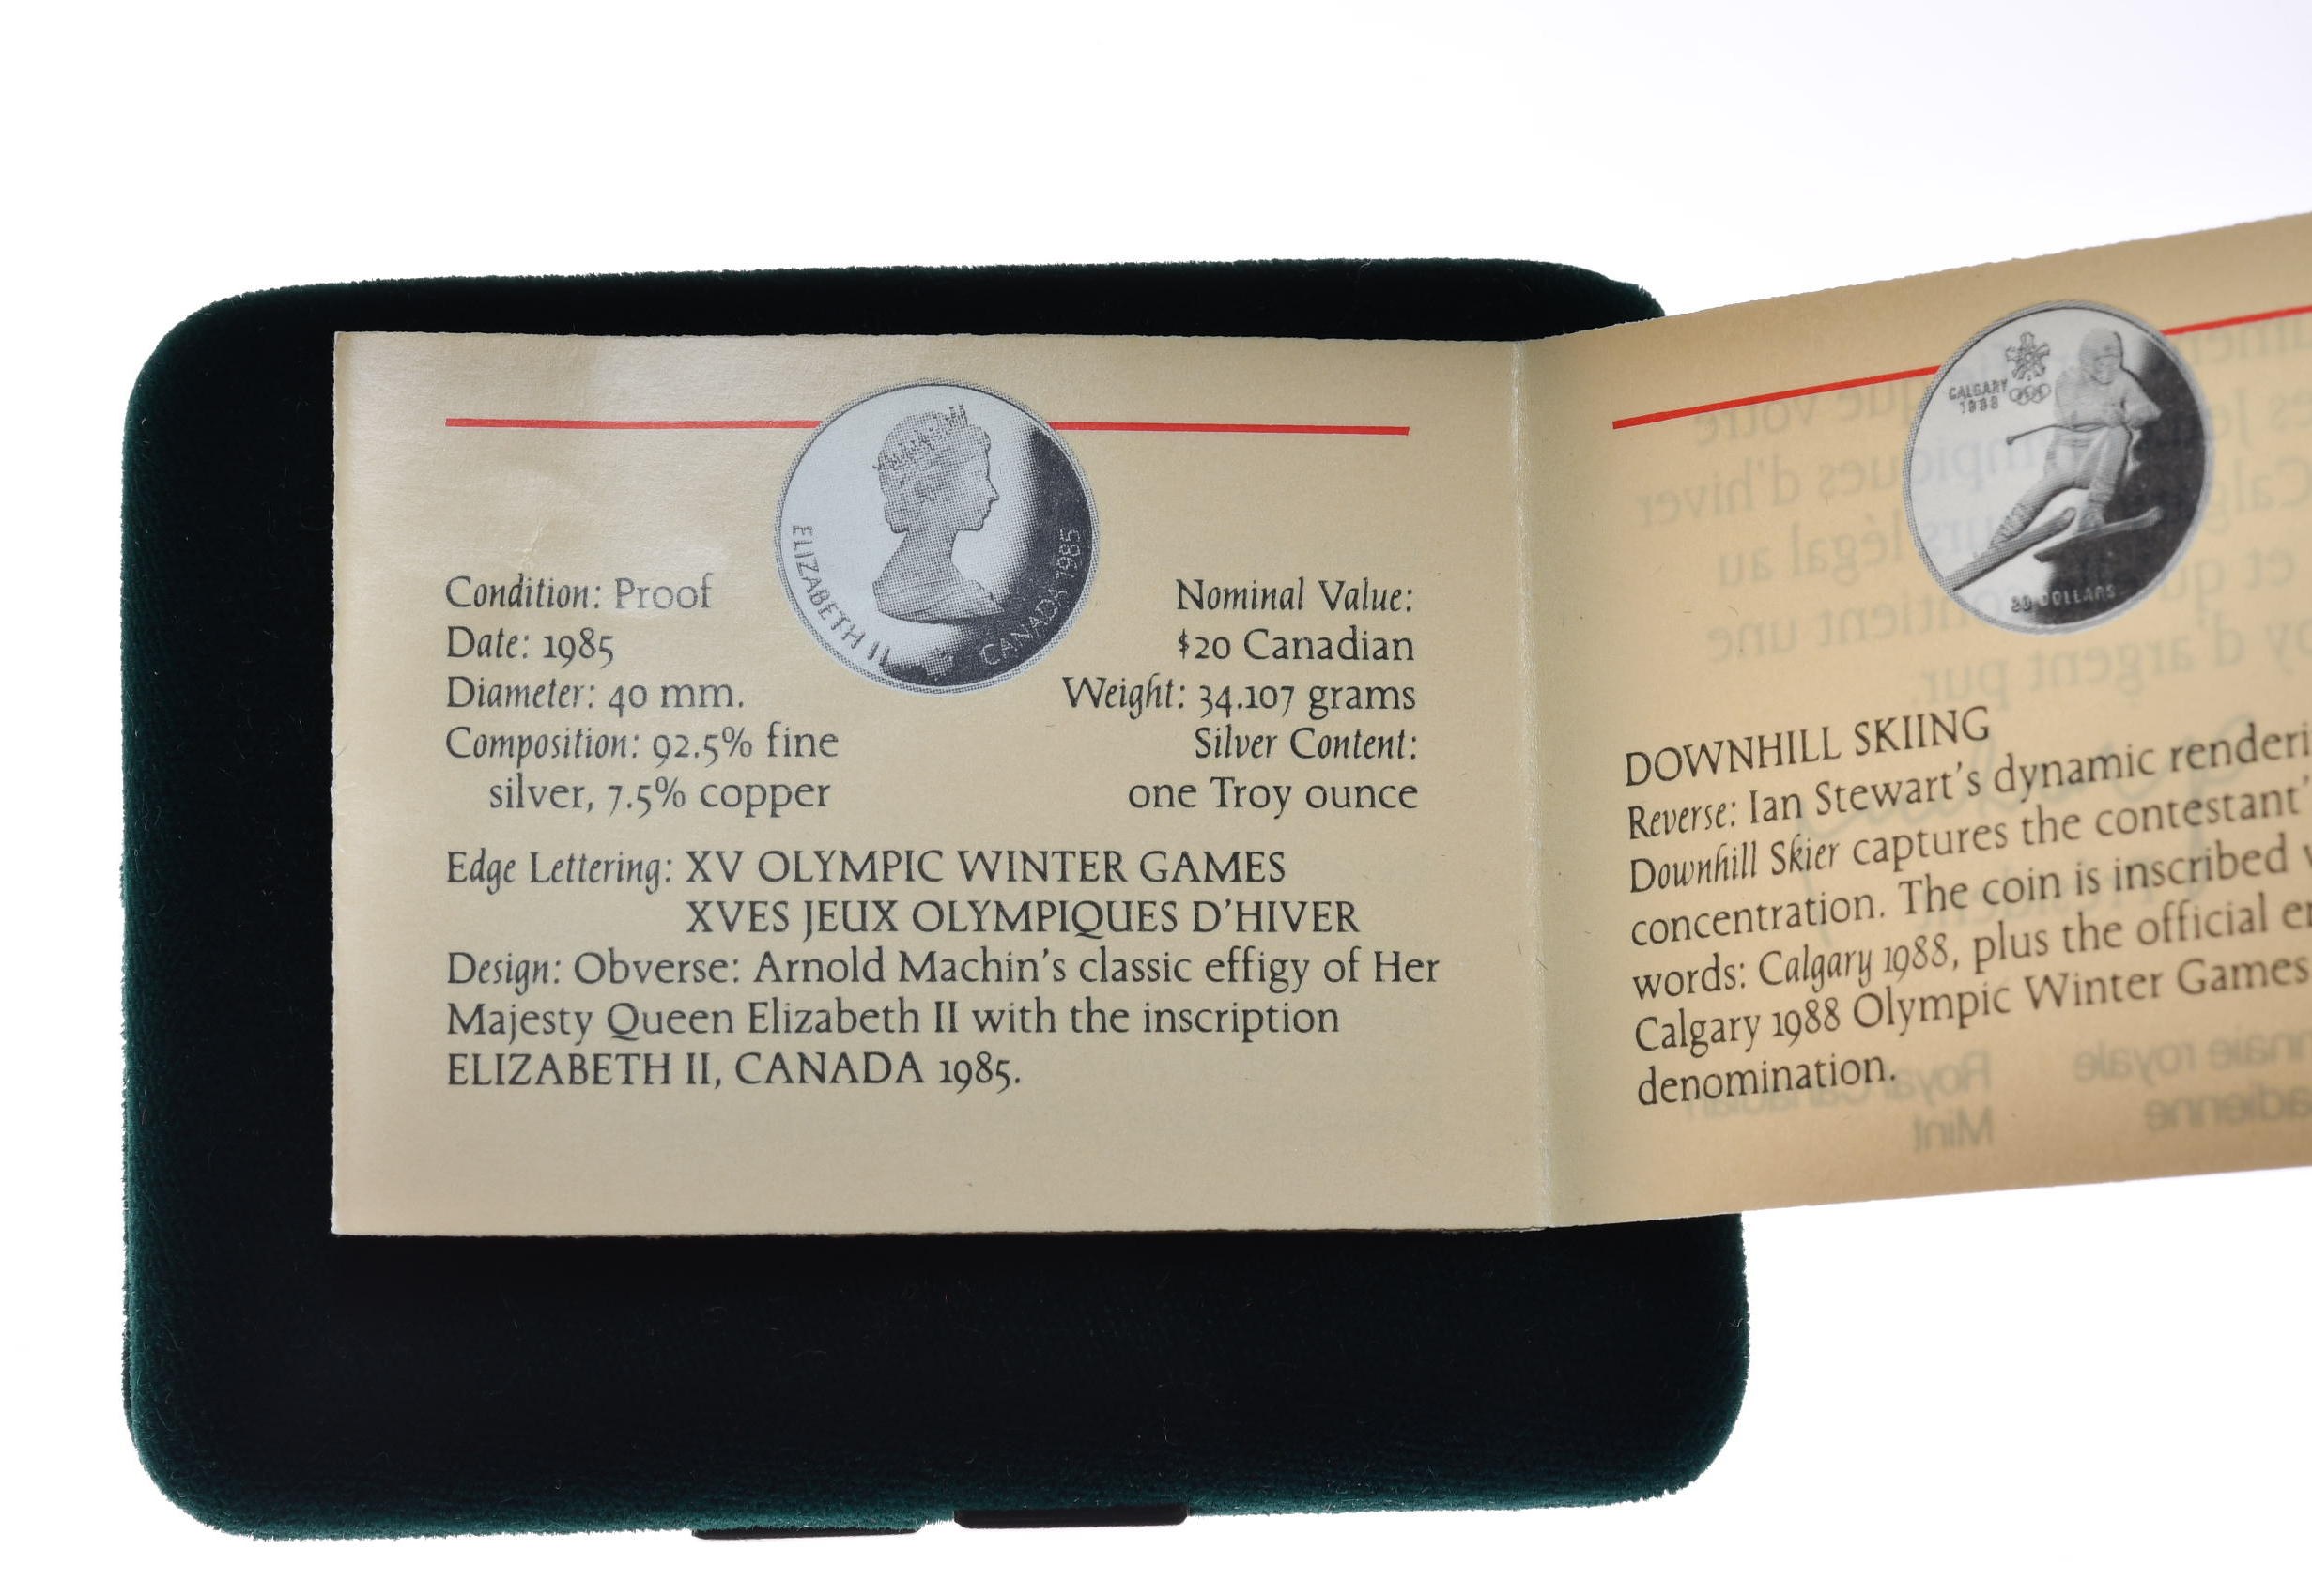 ELIZABETH II
CANADA 1985
Condition: Proof
Date: 1985
Diameter: 40 mm.
Composition: 92.5% fine
silver, 7.5% copper
Nominal Value:
$20 Canadian
Weight: 34.107 grams
Silver Content:
one Troy ounce
Edge Lettering: XV OLYMPIC WINTER GAMES
XVES JEUX OLYMPIQUES D'HIVER
Design: Obverse: Arnold Machin's classic effigy of Her
Majesty Queen Elizabeth II with the inscription
ELIZABETH II, CANADA 1985.
CALGARY
1988
20 DOLLARS
DOWNHILL SKIING
Reverse: Ian Stewart's dynamic
Downhill Skier captures the contestant'
concentration. The coin is inscribed
words: Calgary 1988, plus the official
Calgary 1988 Olympic Winter Games
denomination.